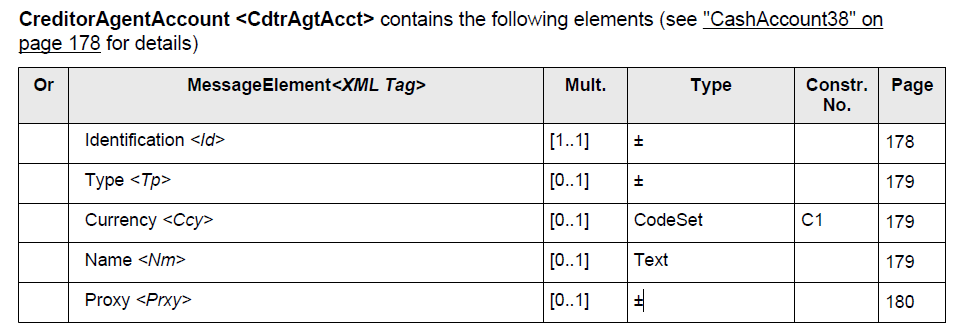 CreditorAgentAccount <CdtrAgtAcct> contains the following elements (see "CashAccount38" on
page 178 for details)
Or MessageElement<XML Tag> Mult. Type Constr. No. Page
Identification <Id> [1..1] ± 178
Type <Tp> [0..1] ± 179
Currency <Ccy> [0..1] CodeSet C1 179
Name <Nm> [0..1] Text 179
Proxy <Prxy> [0..1] ± 180